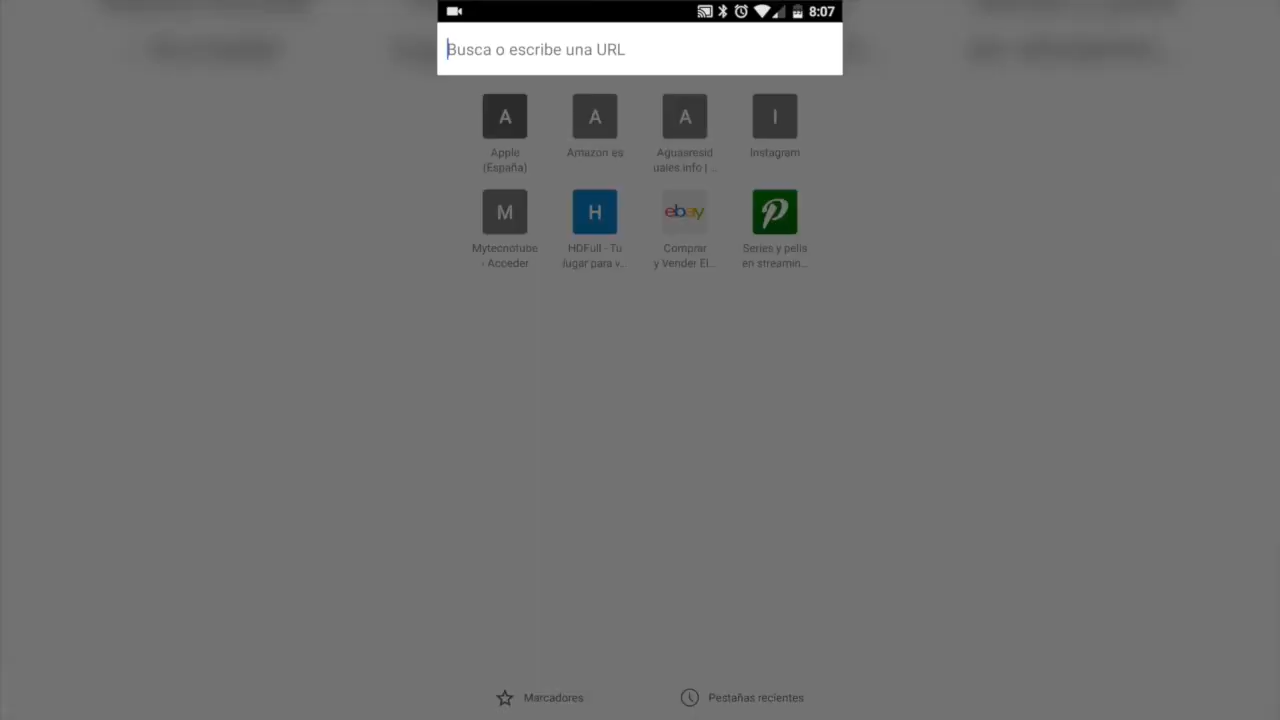 8:07
Busca o escribe una URL
A A A I
Apple Amazon es Aguasresid Instagram
(España) uales.info | ...
M H ebay P
Mytecnotube HDFull - Tu Comprar Series y pelis
- Acceder lugar para v... y Vender El... en streamin...
Marcadores Pestañas recientes